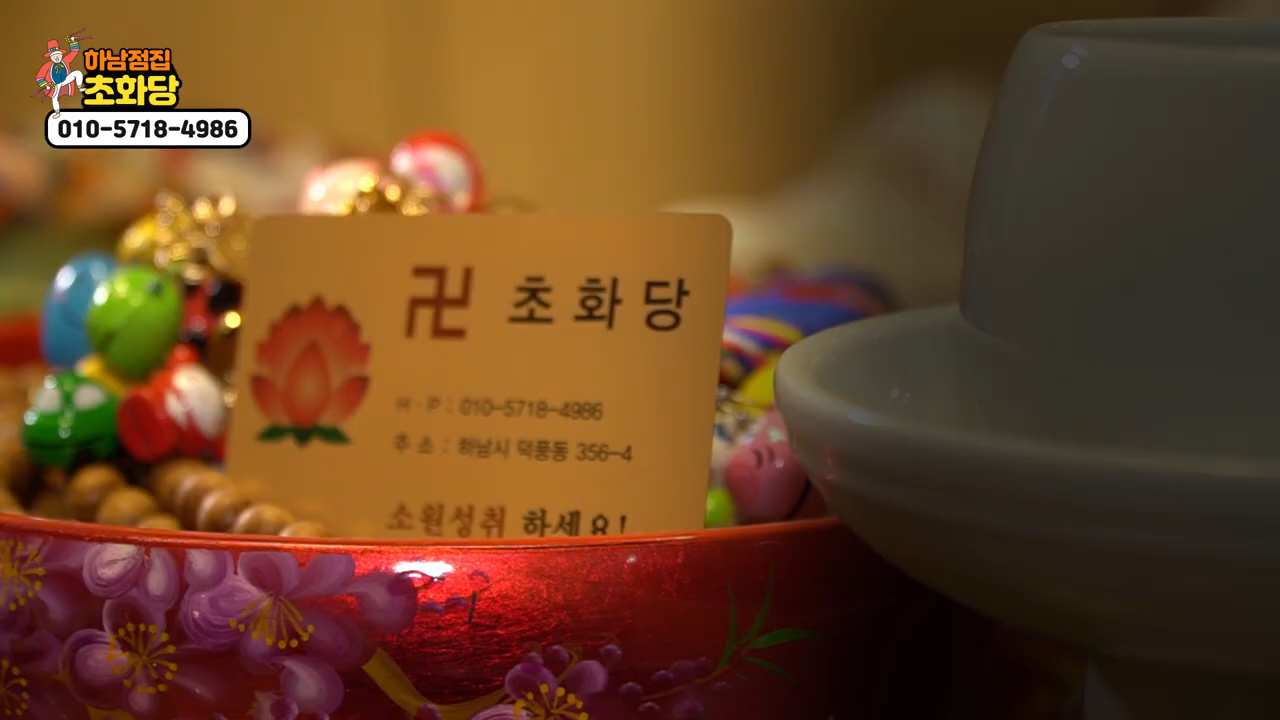 하남점집
초화당
010-5718-4986
卍 초화당
H·P : 010-5718-4986
주소 : 하남시 덕풍동 356-4
소원성취 하세요!